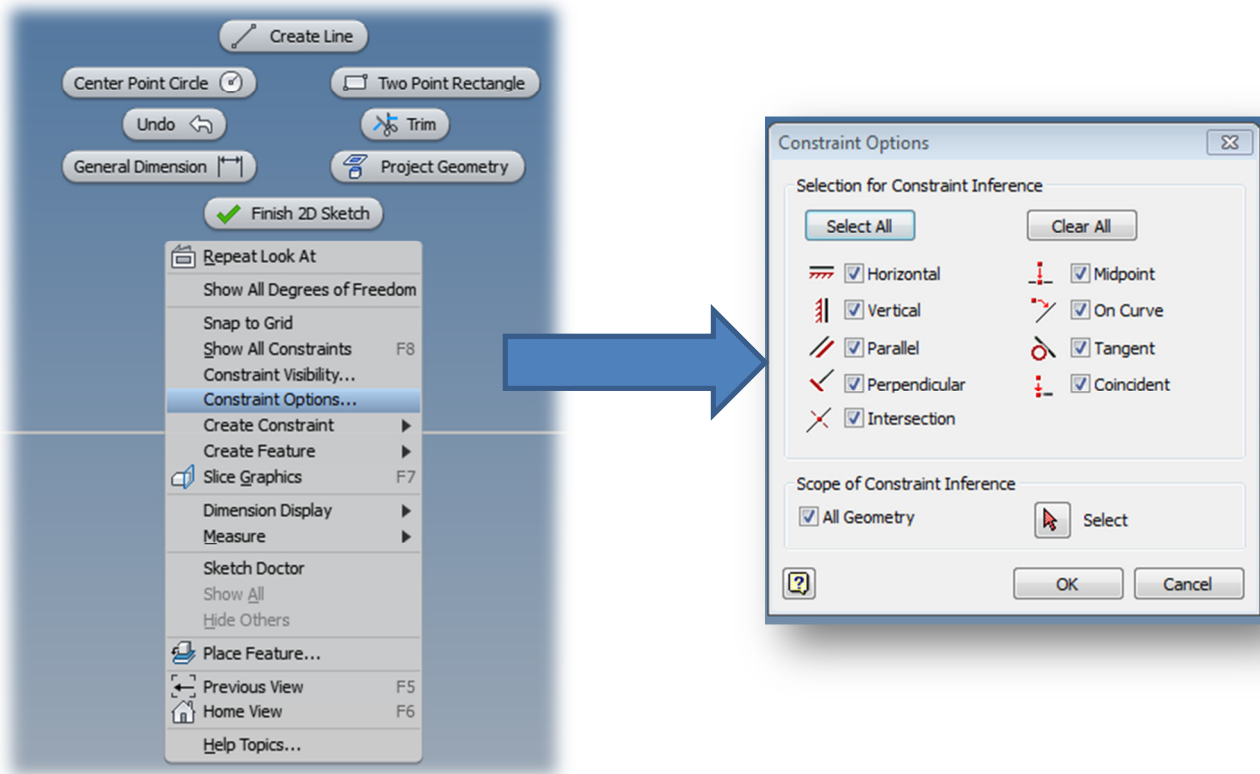 Create Line
Center Point Circle
Two Point Rectangle
Undo
Trim
General Dimension
Project Geometry
Finish 2D Sketch
Repeat Look At
Show All Degrees of Freedom
Snap to Grid
Show All Constraints F8
Constraint Visibility...
Constraint Options...
Create Constraint
Create Feature
Slice Graphics F7
Dimension Display
Measure
Sketch Doctor
Show All
Hide Others
Place Feature...
Previous View F5
Home View F6
Help Topics...
Constraint Options
Selection for Constraint Inference
Select All
Clear All
Horizontal
Midpoint
Vertical
On Curve
Parallel
Tangent
Perpendicular
Coincident
Intersection
Scope of Constraint Inference
All Geometry
Select
?
OK
Cancel